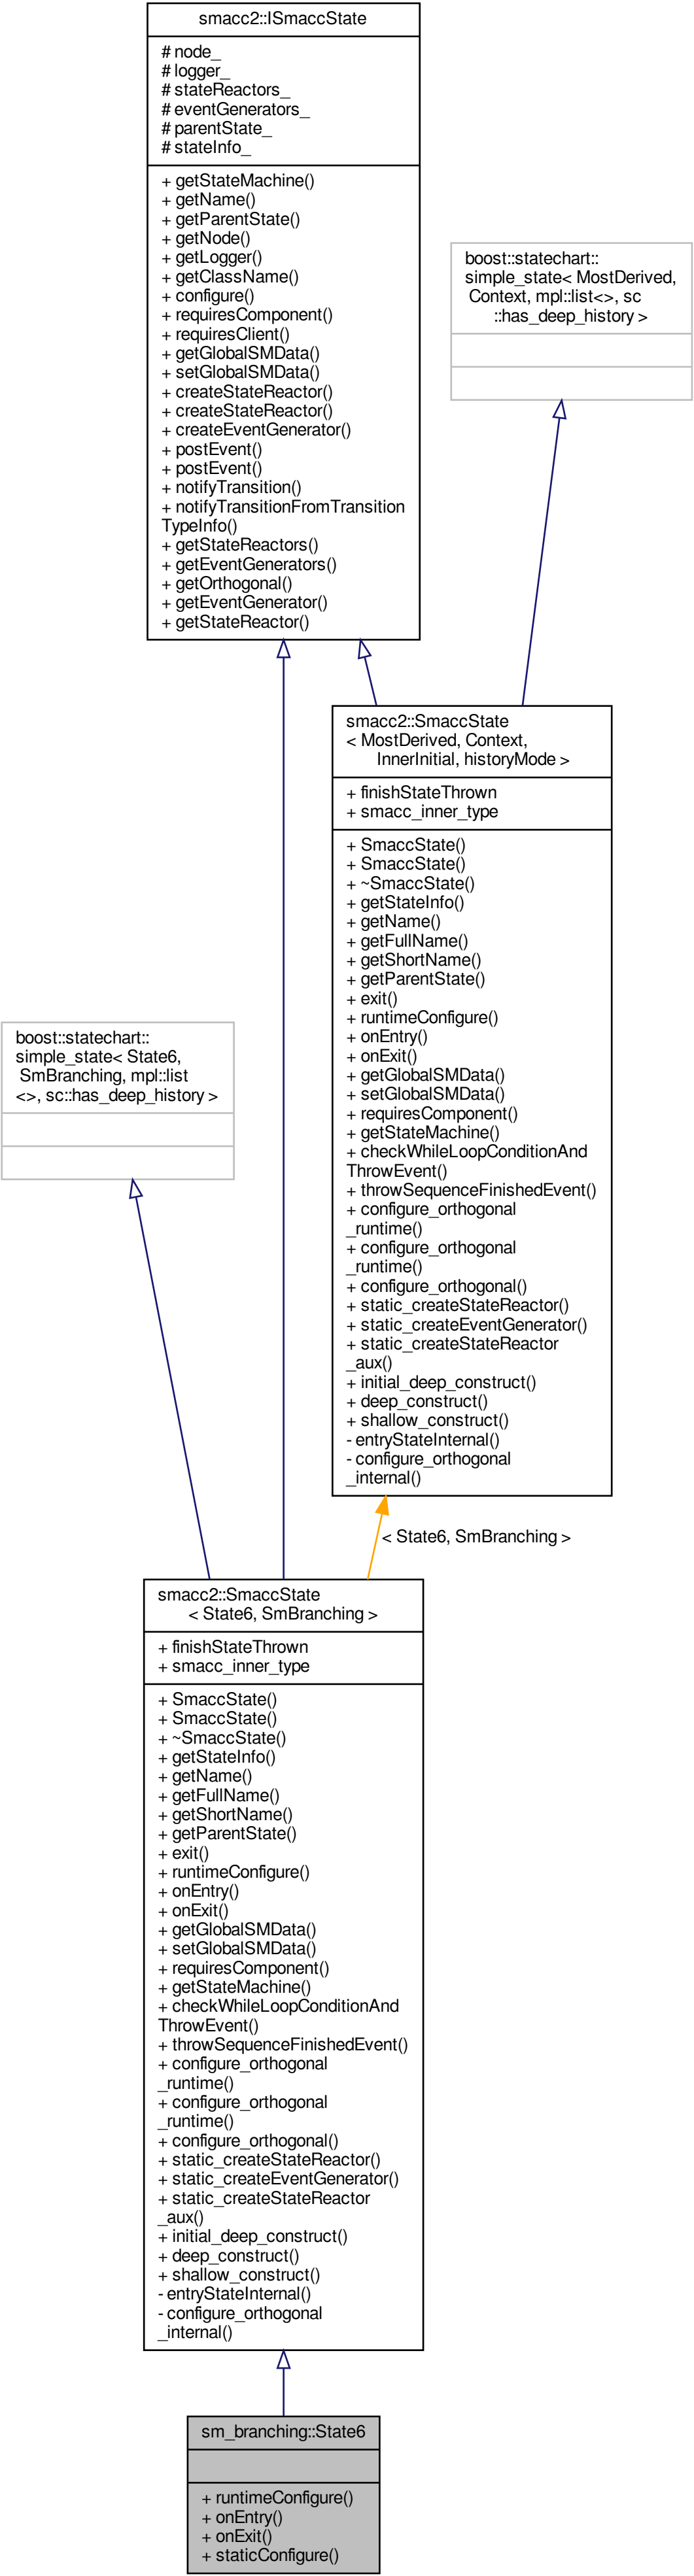 smacc2::ISmaccState
# node_
# logger_
# stateReactors_
# eventGenerators_
# parentState_
# stateInfo_
+ getStateMachine()
+ getName()
+ getParentState()
+ getNode()
+ getLogger()
+ getClassName()
+ configure()
+ requiresComponent()
+ requiresClient()
+ getGlobalSMData()
+ setGlobalSMData()
+ createStateReactor()
+ createStateReactor()
+ createEventGenerator()
+ postEvent()
+ postEvent()
+ notifyTransition()
+ notifyTransitionFromTransition
TypeInfo()
+ getStateReactors()
+ getEventGenerators()
+ getOrthogonal()
+ getEventGenerator()
+ getStateReactor()
boost::statechart::
simple_state< MostDerived,
Context, mpl::list<>, sc
::has_deep_history >
smacc2::SmaccState
< MostDerived, Context,
InnerInitial, historyMode >
+ finishStateThrown
+ smacc_inner_type
+ SmaccState()
+ SmaccState()
+ ~SmaccState()
+ getStateInfo()
+ getName()
+ getFullName()
+ getShortName()
+ getParentState()
+ exit()
+ runtimeConfigure()
+ onEntry()
+ onExit()
+ getGlobalSMData()
+ setGlobalSMData()
+ requiresComponent()
+ getStateMachine()
+ checkWhileLoopConditionAnd
ThrowEvent()
+ throwSequenceFinishedEvent()
+ configure_orthogonal
_runtime()
+ configure_orthogonal
_runtime()
+ configure_orthogonal()
+ static_createStateReactor()
+ static_createEventGenerator()
+ static_createStateReactor
_aux()
+ initial_deep_construct()
+ deep_construct()
+ shallow_construct()
- entryStateInternal()
- configure_orthogonal
_internal()
boost::statechart::
simple_state< State6,
SmBranching, mpl::list
<>, sc::has_deep_history >
< State6, SmBranching >
smacc2::SmaccState
< State6, SmBranching >
+ finishStateThrown
+ smacc_inner_type
+ SmaccState()
+ SmaccState()
+ ~SmaccState()
+ getStateInfo()
+ getName()
+ getFullName()
+ getShortName()
+ getParentState()
+ exit()
+ runtimeConfigure()
+ onEntry()
+ onExit()
+ getGlobalSMData()
+ setGlobalSMData()
+ requiresComponent()
+ getStateMachine()
+ checkWhileLoopConditionAnd
ThrowEvent()
+ throwSequenceFinishedEvent()
+ configure_orthogonal
_runtime()
+ configure_orthogonal
_runtime()
+ configure_orthogonal()
+ static_createStateReactor()
+ static_createEventGenerator()
+ static_createStateReactor
_aux()
+ initial_deep_construct()
+ deep_construct()
+ shallow_construct()
- entryStateInternal()
- configure_orthogonal
_internal()
sm_branching::State6
+ runtimeConfigure()
+ onEntry()
+ onExit()
+ staticConfigure()